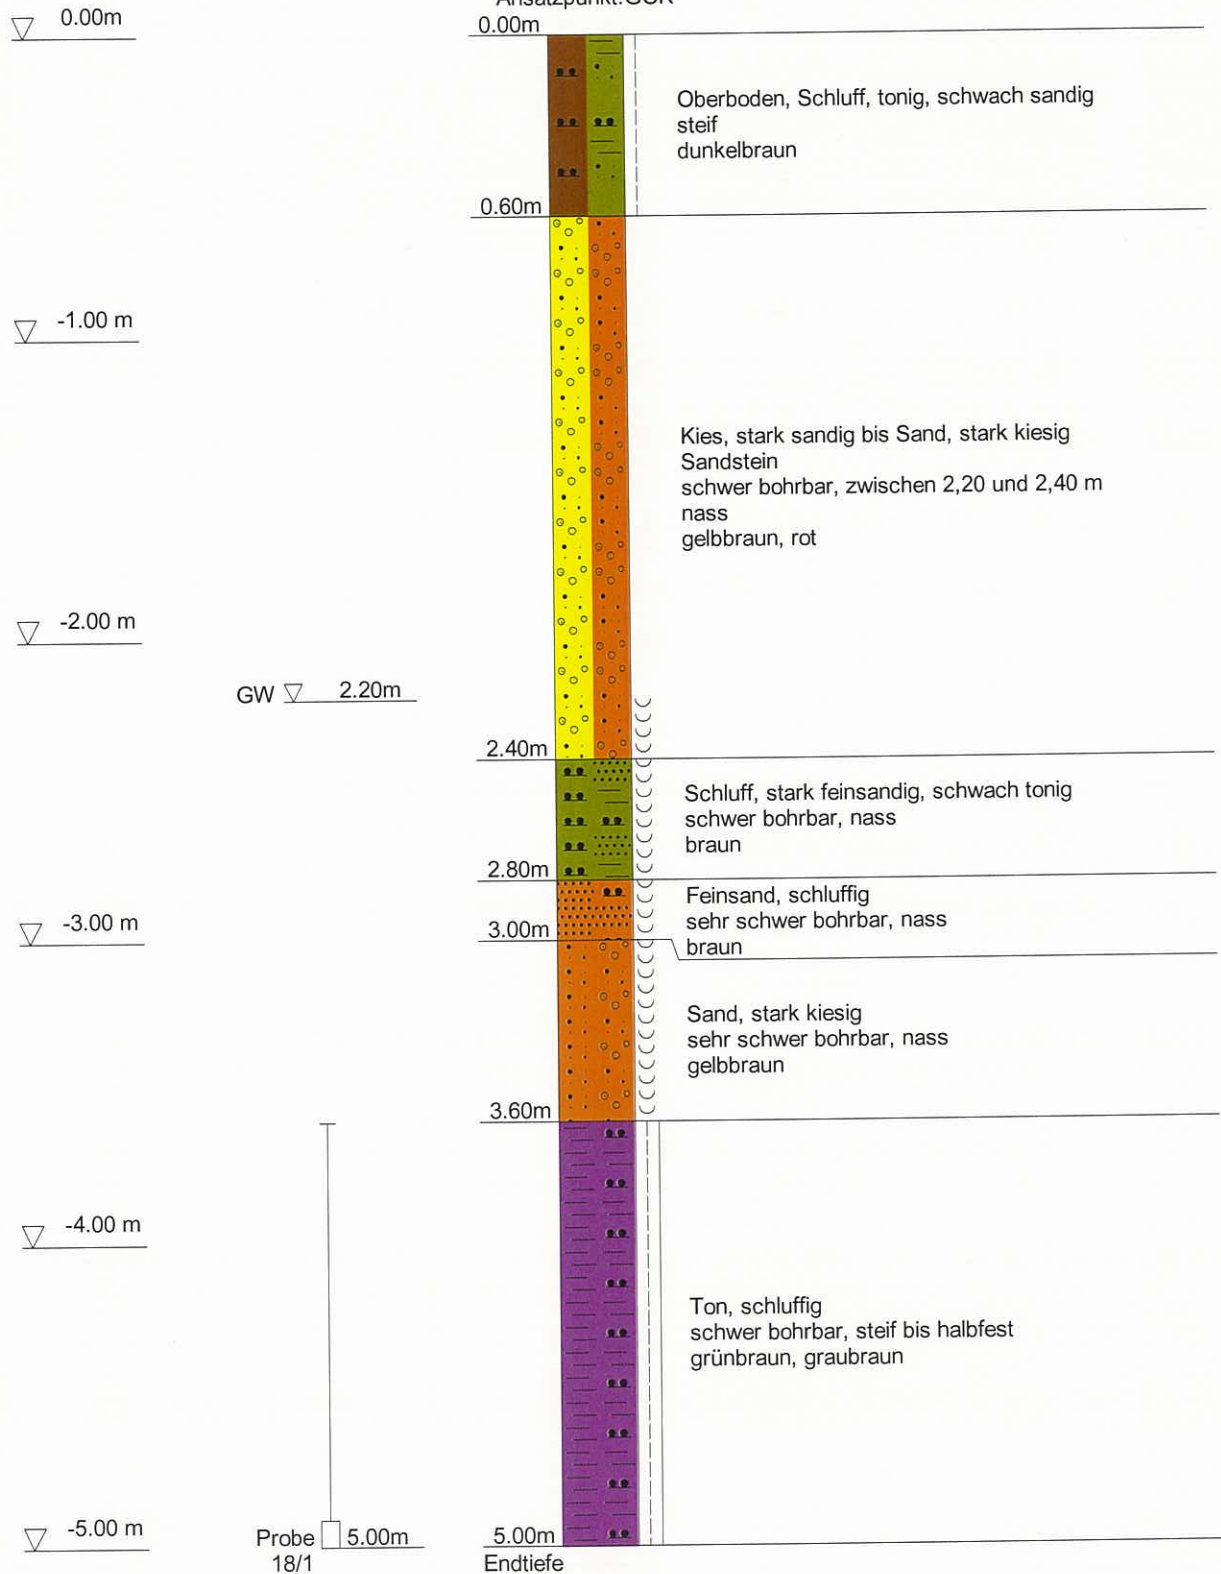 Ansatzpunkt:GOK
0.00m
0.00m
Oberboden, Schluff, tonig, schwach sandig
steif
dunkelbraun
0.60m
-1.00 m
Kies, stark sandig bis Sand, stark kiesig
Sandstein
schwer bohrbar, zwischen 2,20 und 2,40 m
nass
gelbbraun, rot
-2.00 m
GW 2.20m
2.40m
Schluff, stark feinsandig, schwach tonig
schwer bohrbar, nass
braun
2.80m
Feinsand, schluffig
sehr schwer bohrbar, nass
braun
-3.00 m
3.00m
Sand, stark kiesig
sehr schwer bohrbar, nass
gelbbraun
3.60m
-4.00 m
Ton, schluffig
schwer bohrbar, steif bis halbfest
grünbraun, graubraun
-5.00 m
Probe 5.00m
18/1
5.00m
Endtiefe